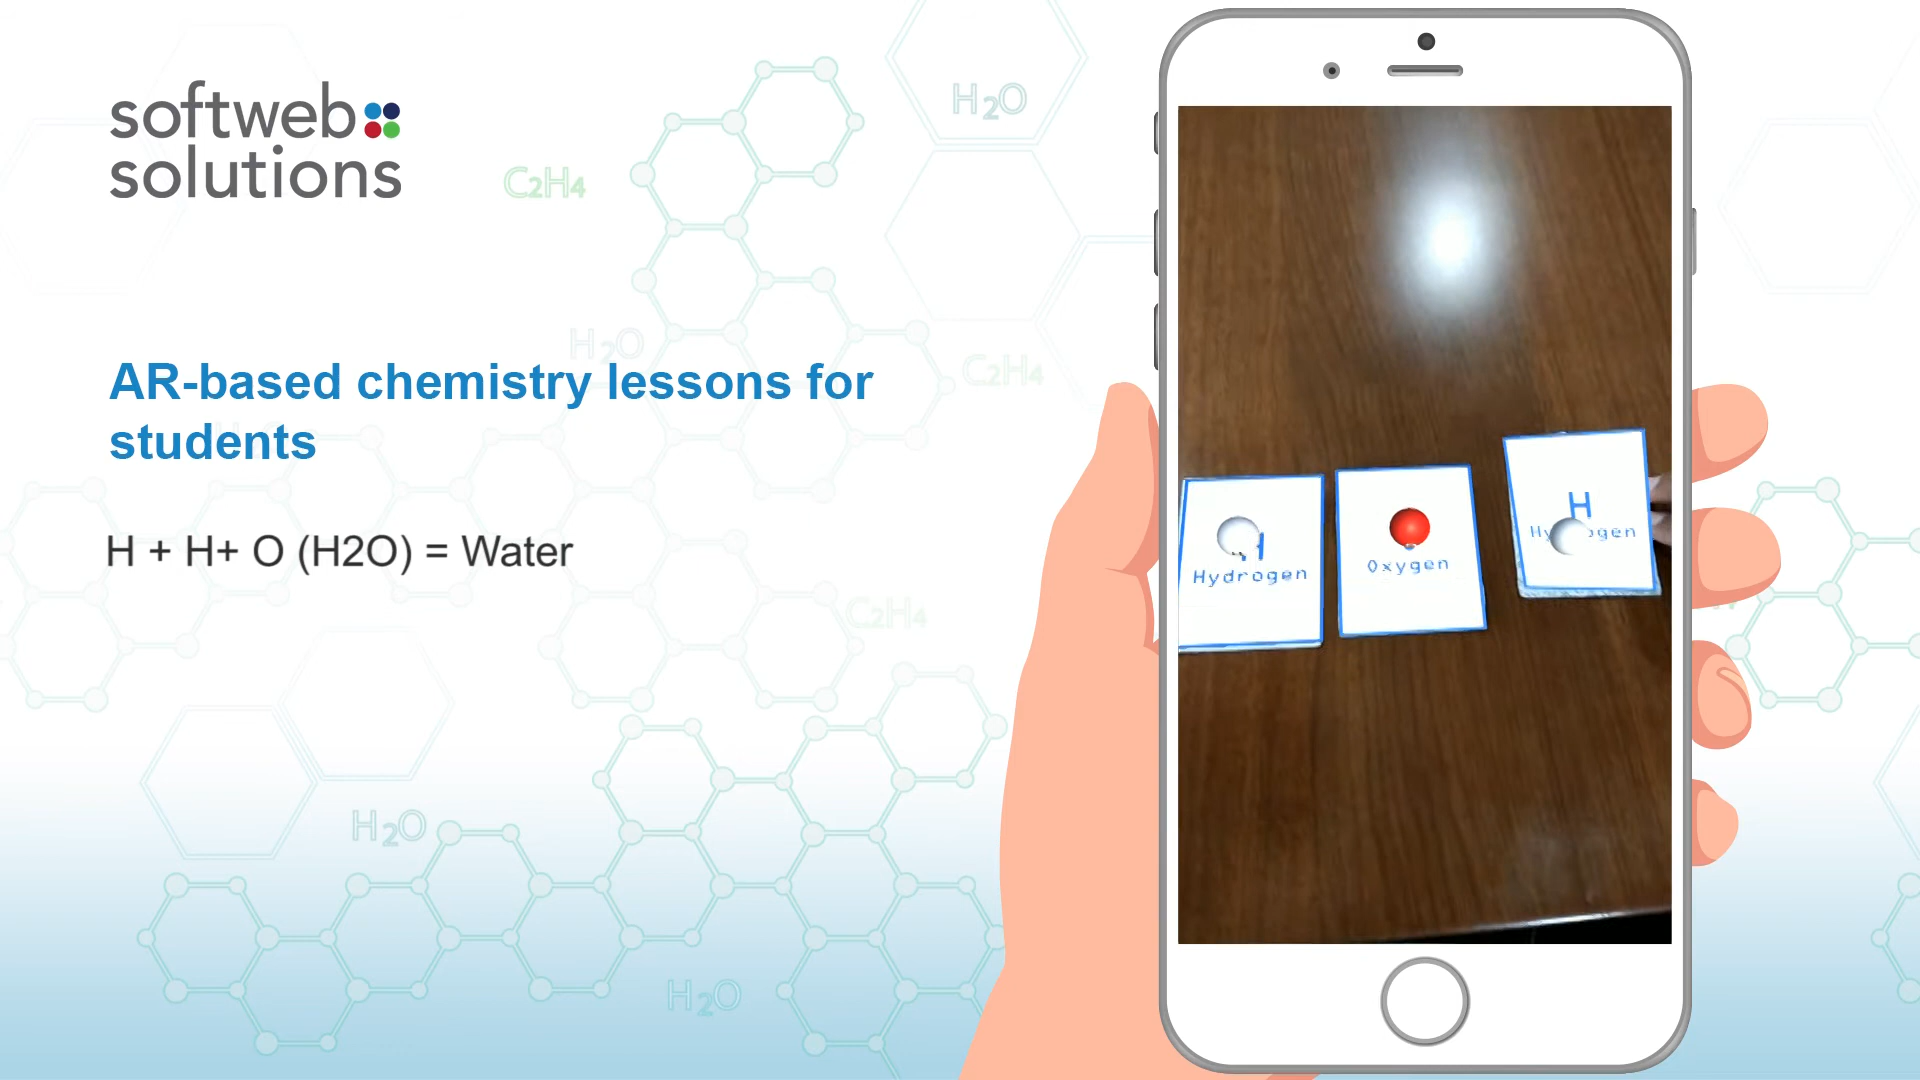 softweb
solutions
H₂O
C2H4
H₂O
C2H4
AR-based chemistry lessons for
students
H + H+ O (H2O) = Water
C2H4
H₂O
H₂O
Hydrogen
Oxygen
H